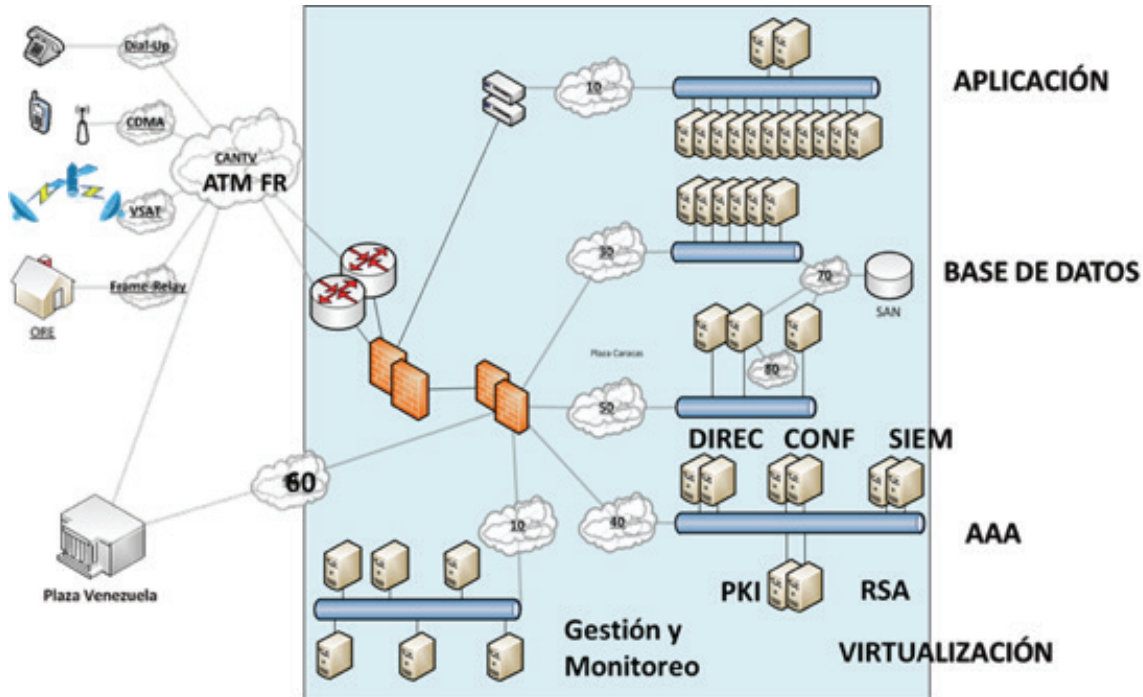 Dial-Up
CDMA
CANTV
ATM FR
VSAT
Frame-Relay
ORE
60
Plaza Venezuela
10
APLICACIÓN
30
70
SAN
BASE DE DATOS
Plaza Caracas
80
50
DIREC CONF SIEM
10
40
AAA
PKI RSA
Gestión y
Monitoreo
VIRTUALIZACIÓN